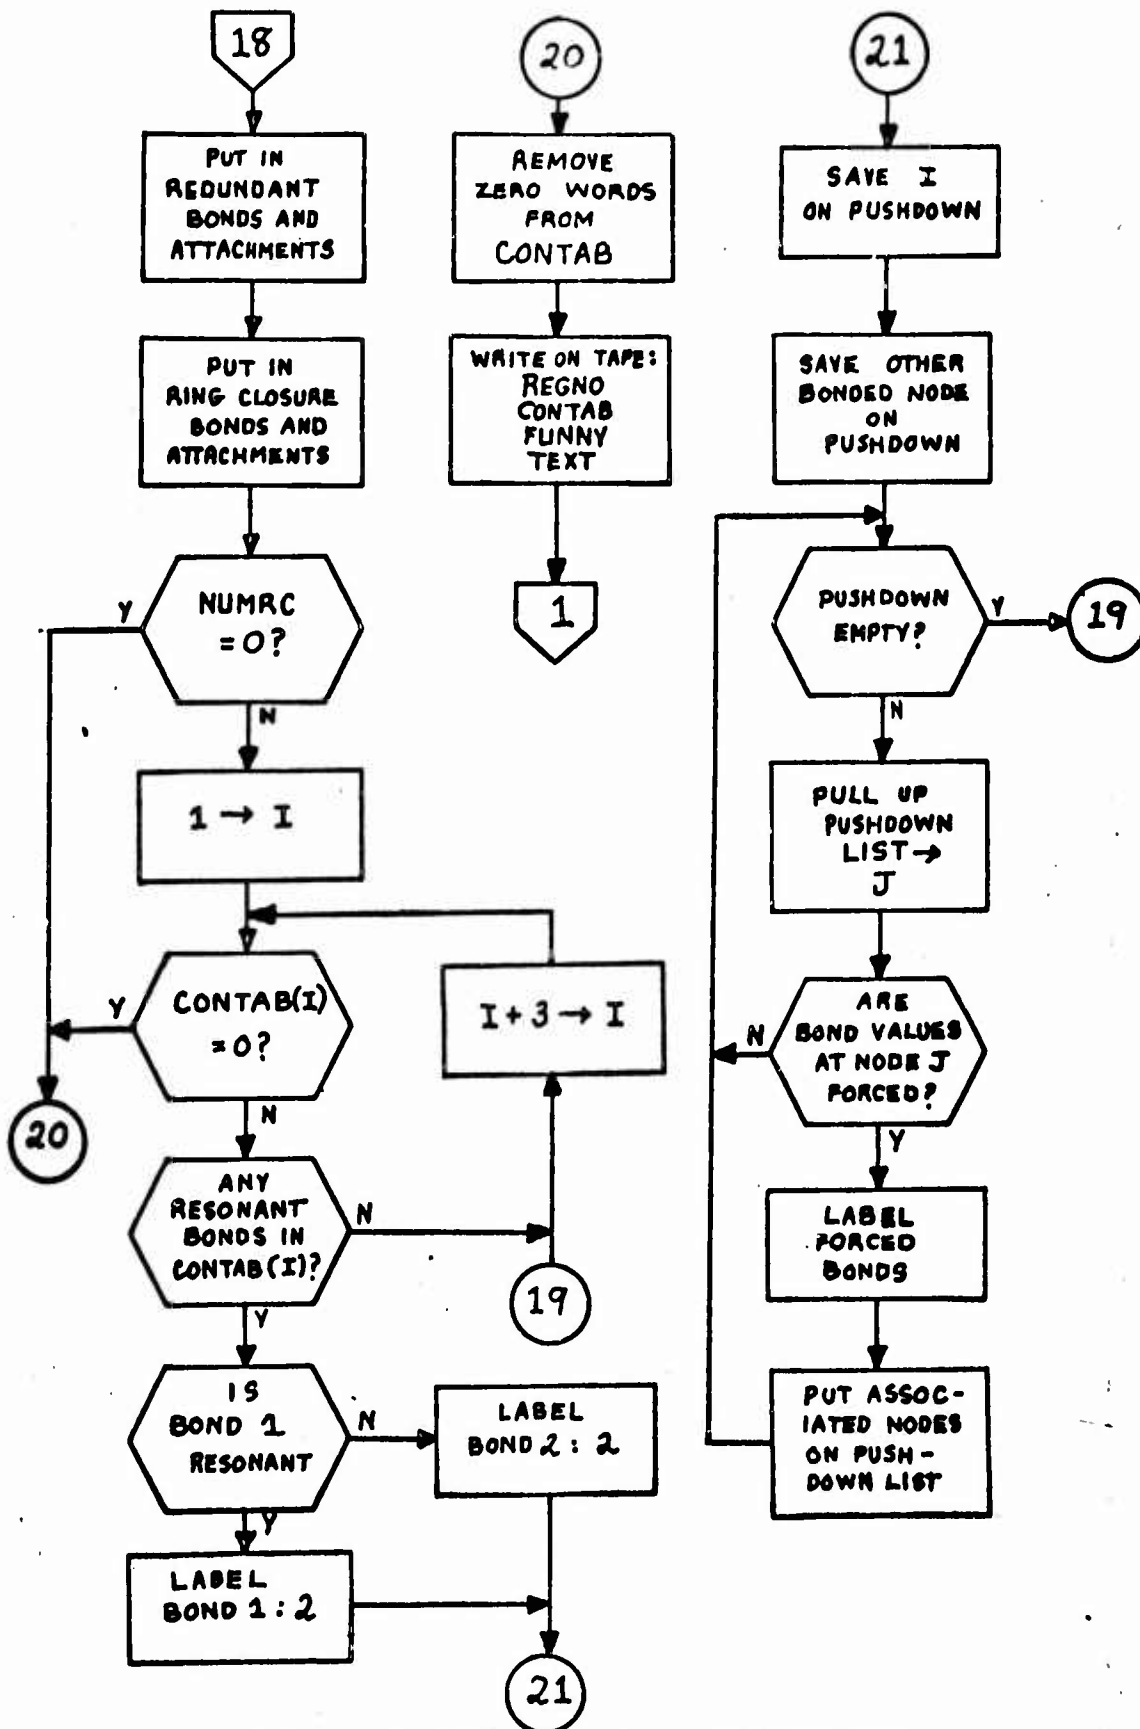 18
PUT IN
REDUNDANT
BONDS AND
ATTACHMENTS
PUT IN
RING CLOSURE
BONDS AND
ATTACHMENTS
NUMRC
= 0?
Y
N
1 → I
CONTAB(I)
= 0?
Y
N
20
ANY
RESONANT
BONDS IN
CONTAB(I)?
N
Y
I + 3 → I
19
IS
BOND 1
RESONANT
N
Y
LABEL
BOND 2 : 2
LABEL
BOND 1 : 2
21
20
REMOVE
ZERO WORDS
FROM
CONTAB
WRITE ON TAPE:
REGNO
CONTAB
FUNNY
TEXT
1
21
SAVE I
ON PUSHDOWN
SAVE OTHER
BONDED NODE
ON
PUSHDOWN
PUSHDOWN
EMPTY?
Y
19
N
PULL UP
PUSHDOWN
LIST →
J
ARE
BOND VALUES
AT NODE J
FORCED?
N
Y
LABEL
FORCED
BONDS
PUT ASSOC-
IATED NODES
ON PUSH-
DOWN LIST